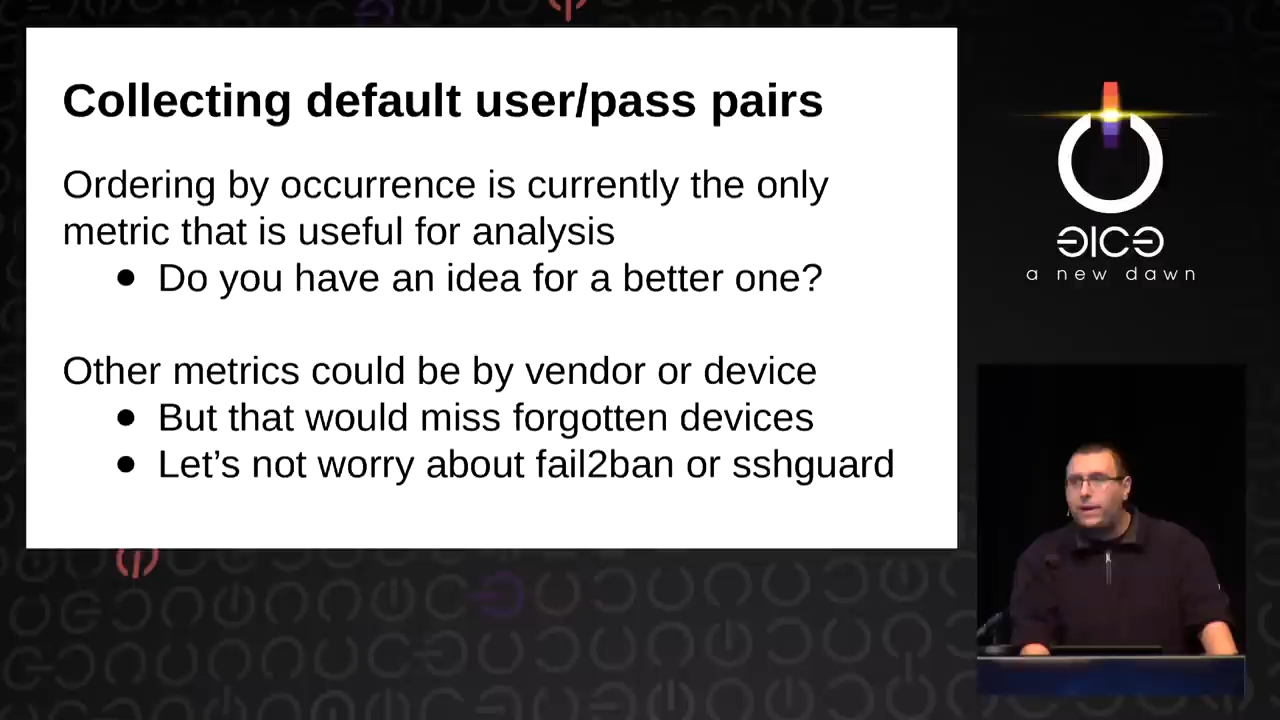 Collecting default user/pass pairs
Ordering by occurrence is currently the only
metric that is useful for analysis
● Do you have an idea for a better one?
Other metrics could be by vendor or device
● But that would miss forgotten devices
● Let’s not worry about fail2ban or sshguard
a new dawn